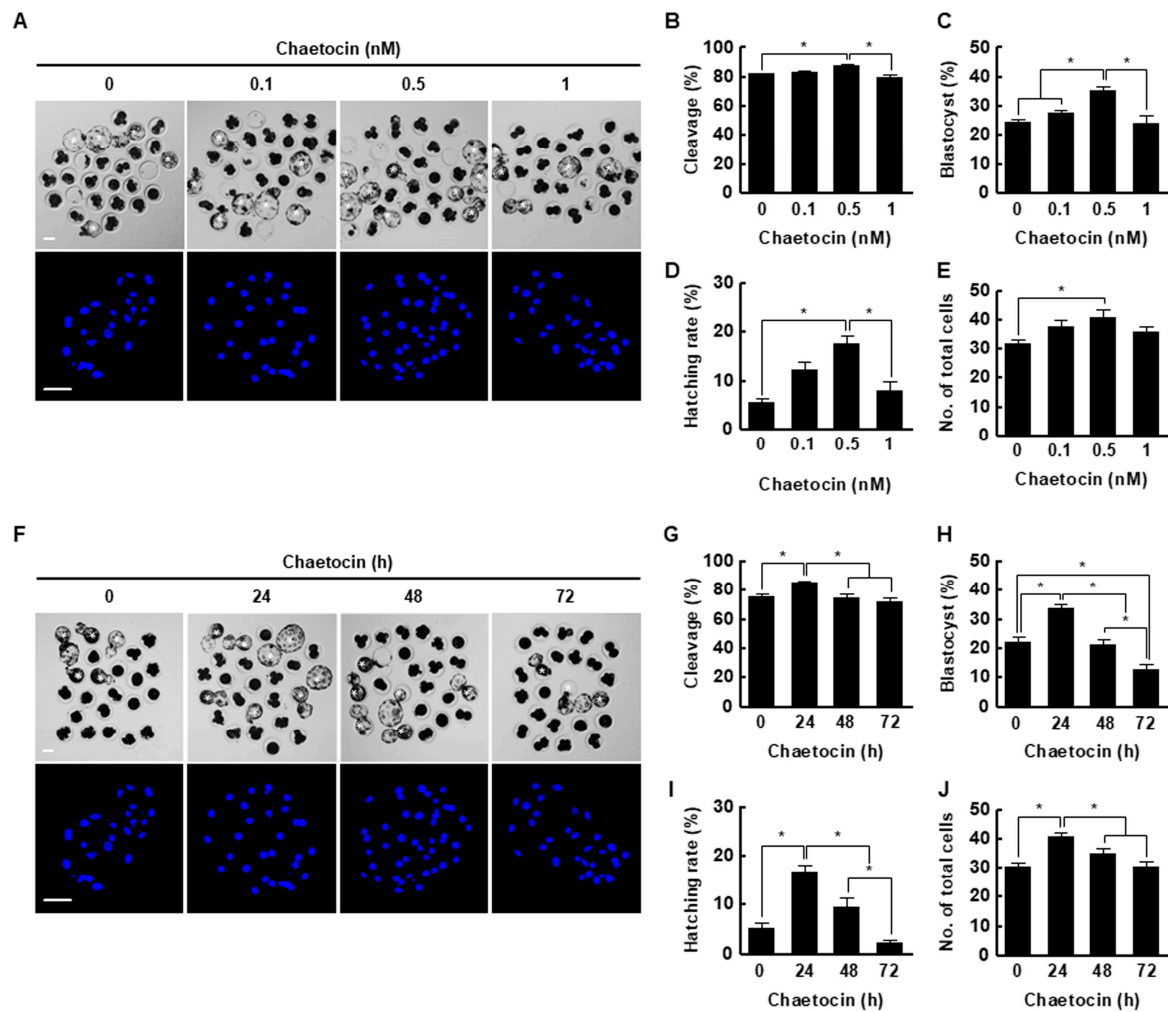 A
Chaetocin (nM)
0 0.1 0.5 1
B
Cleavage (%)
100
80
60
40
20
0
* *
0 0.1 0.5 1
Chaetocin (nM)
C
Blastocyst (%)
50
40
30
20
10
0
* *
0 0.1 0.5 1
Chaetocin (nM)
D
Hatching rate (%)
30
20
10
0
* *
0 0.1 0.5 1
Chaetocin (nM)
E
No. of total cells
50
40
30
20
10
0
*
0 0.1 0.5 1
Chaetocin (nM)
F
Chaetocin (h)
0 24 48 72
G
Cleavage (%)
100
80
60
40
20
0
* *
0 24 48 72
Chaetocin (h)
H
Blastocyst (%)
50
40
30
20
10
0
*
* *
*
0 24 48 72
Chaetocin (h)
I
Hatching rate (%)
30
20
10
0
* *
*
0 24 48 72
Chaetocin (h)
J
No. of total cells
50
40
30
20
10
0
* *
0 24 48 72
Chaetocin (h)